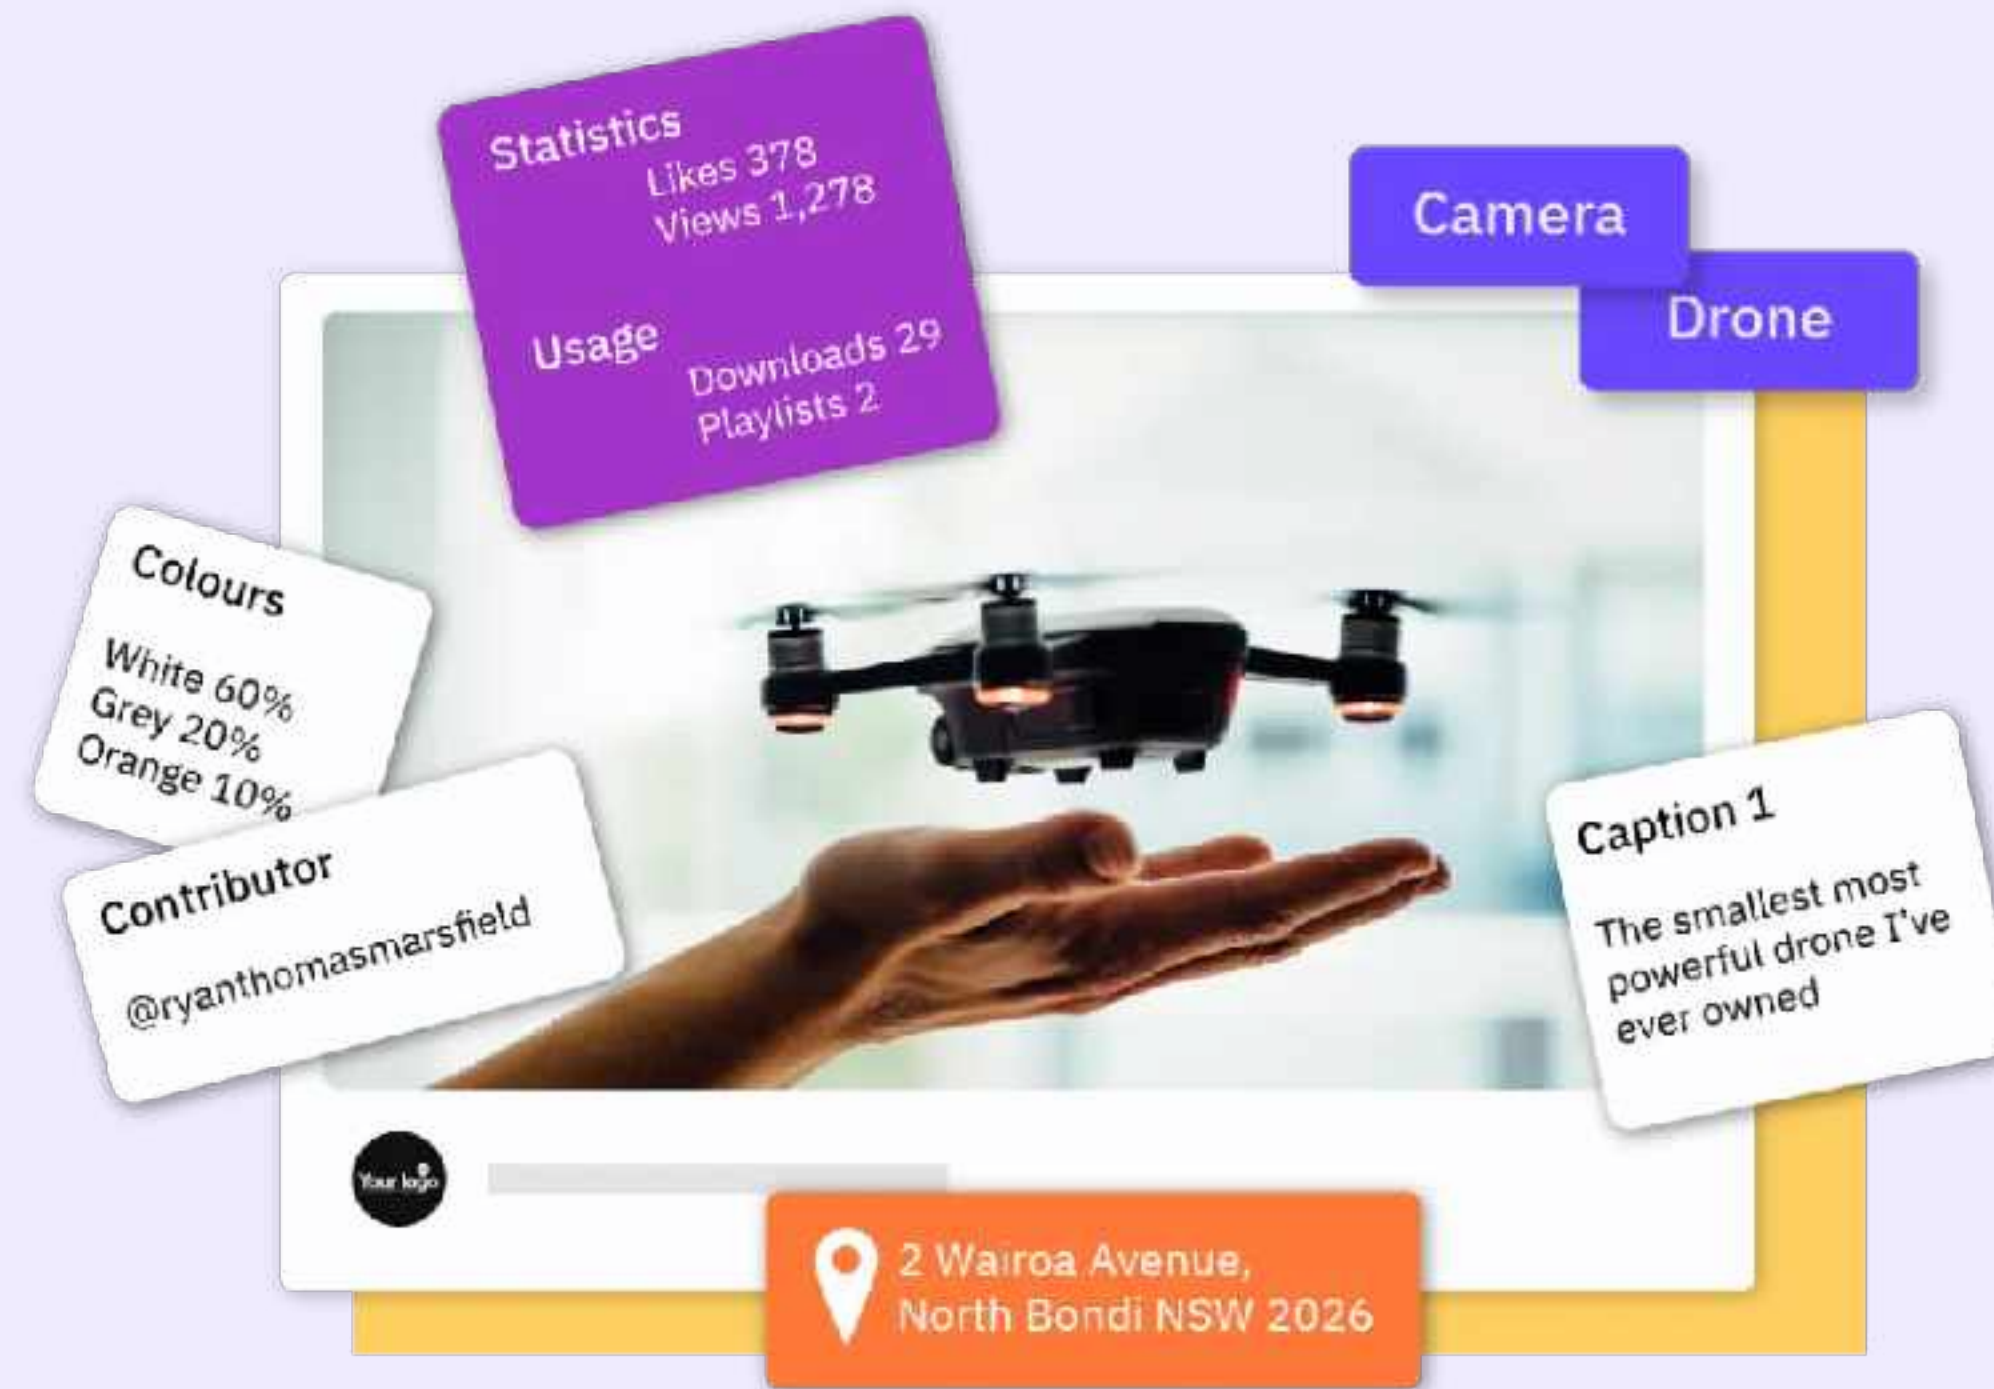 Statistics
Likes 378
Views 1,278
Usage
Downloads 29
Playlists 2
Camera
Drone
Colours
White 60%
Grey 20%
Orange 10%
Contributor
@ryanthomasmarsfield
Caption 1
The smallest most
powerful drone I've
ever owned
Your logo
2 Wairoa Avenue,
North Bondi NSW 2026